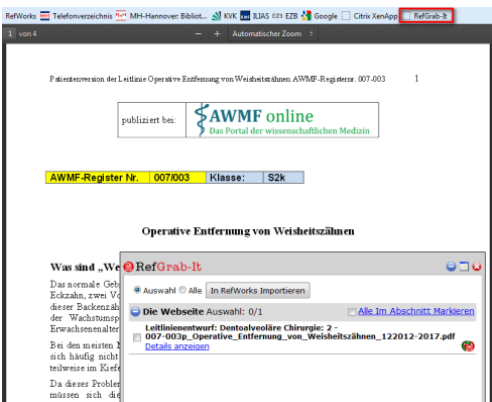 RefWorks Telefonverzeichnis MH-Hannover: Bibliot... KVK ILIAS EZB Google Citrix XenApp RefGrab-It
1 von 4 − + Automatischer Zoom
Patientenversion der Leitlinie Operative Entfernung von Weisheitszähnen AWMF-Registernr. 007-003 1
publiziert bei: AWMF online
Das Portal der wissenschaftlichen Medizin
AWMF-Register Nr. 007/003 Klasse: S2k
Operative Entfernung von Weisheitszähnen
Was sind „We
Das normale Geb
Eckzahn, zwei Vo
dieser Backenzäh
der Wachstumsp
Erwachsenenalter
Bei den meisten M
sich häufig nicht
teilweise im Kiefe
Da dieses Probler
müssen sich die
RefGrab-It
Auswahl Alle In RefWorks Importieren
Die Webseite Auswahl: 0/1 Alle Im Abschnitt Markieren
Leitlinienentwurf: Dentoalveoläre Chirurgie: 2 -
007-003p_Operative_Entfernung_von_Weisheitszähnen_122012-2017.pdf
Details anzeigen